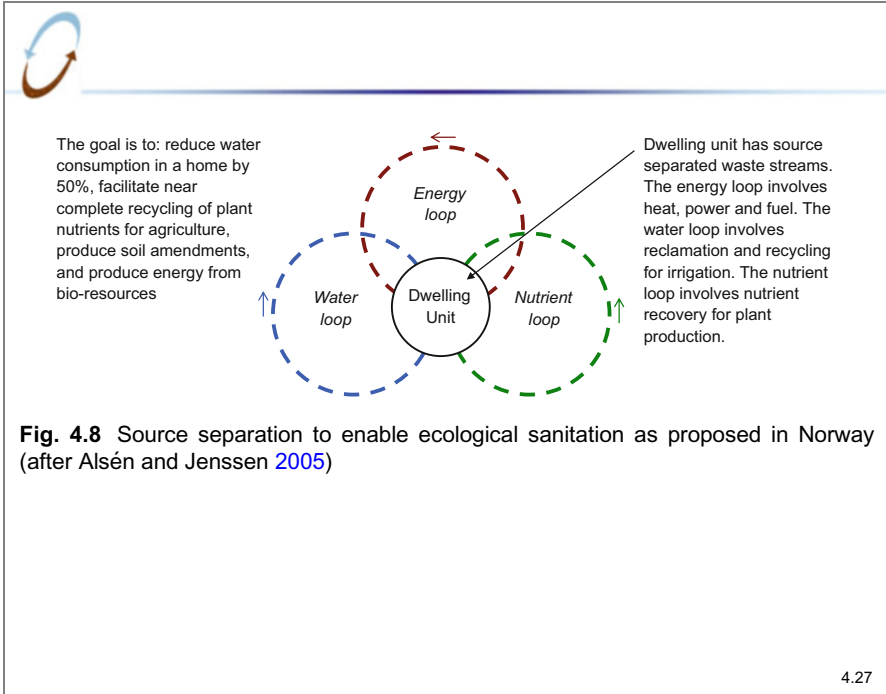 The goal is to: reduce water
consumption in a home by
50%, facilitate near
complete recycling of plant
nutrients for agriculture,
produce soil amendments,
and produce energy from
bio-resources
Energy
loop
Water
loop
Dwelling
Unit
Nutrient
loop
Dwelling unit has source
separated waste streams.
The energy loop involves
heat, power and fuel. The
water loop involves
reclamation and recycling
for irrigation. The nutrient
loop involves nutrient
recovery for plant
production.
Fig. 4.8 Source separation to enable ecological sanitation as proposed in Norway
(after Alsén and Jenssen 2005)
4.27